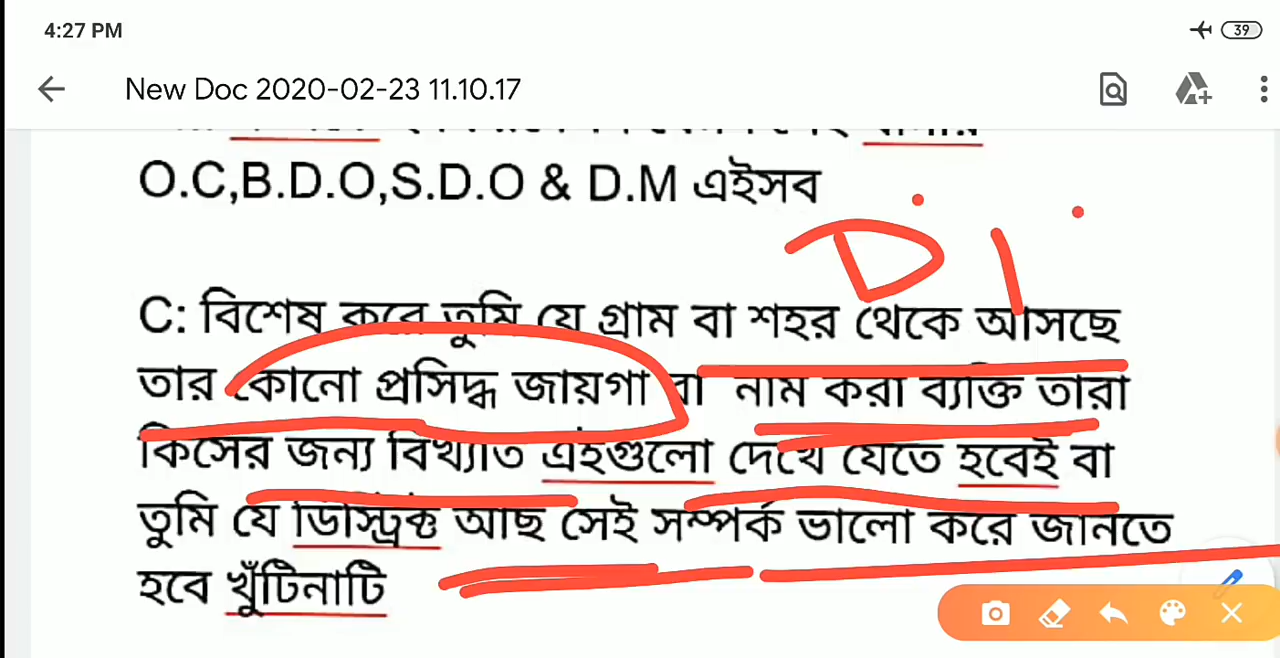 4:27 PM
39
New Doc 2020-02-23 11.10.17
O.C,B.D.O,S.D.O & D.M এইসব
D I
C: বিশেষ করে তুমি যে গ্রাম বা শহর থেকে আসছে
তার কোনো প্রসিদ্ধ জায়গা বা নাম করা ব্যাক্তি তারা
কিসের জন্য বিখ্যাত এইগুলো দেখে যেতে হবেই বা
তুমি যে ডিস্ট্রিক্ট আছ সেই সম্পর্ক ভালো করে জানতে
হবে খুঁটিনাটি